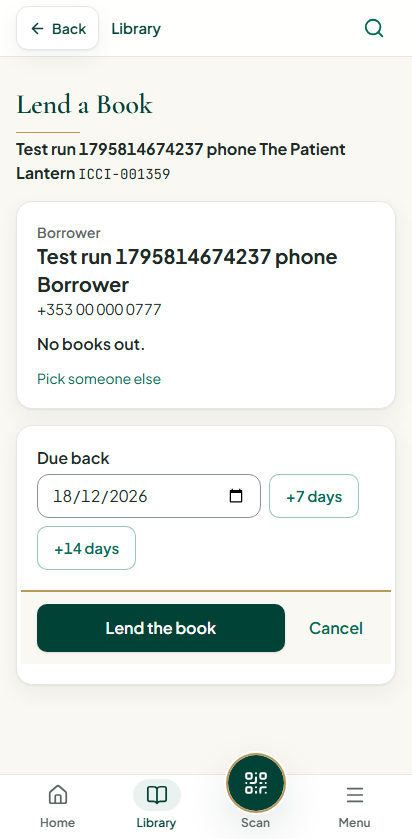 Back Library
Lend a Book
Test run 1795814674237 phone The Patient
Lantern ICCI-001359
Borrower
Test run 1795814674237 phone
Borrower
+353 00 000 0777
No books out.
Pick someone else
Due back
18/12/2026 +7 days
+14 days
Lend the book Cancel
Home Library Scan Menu